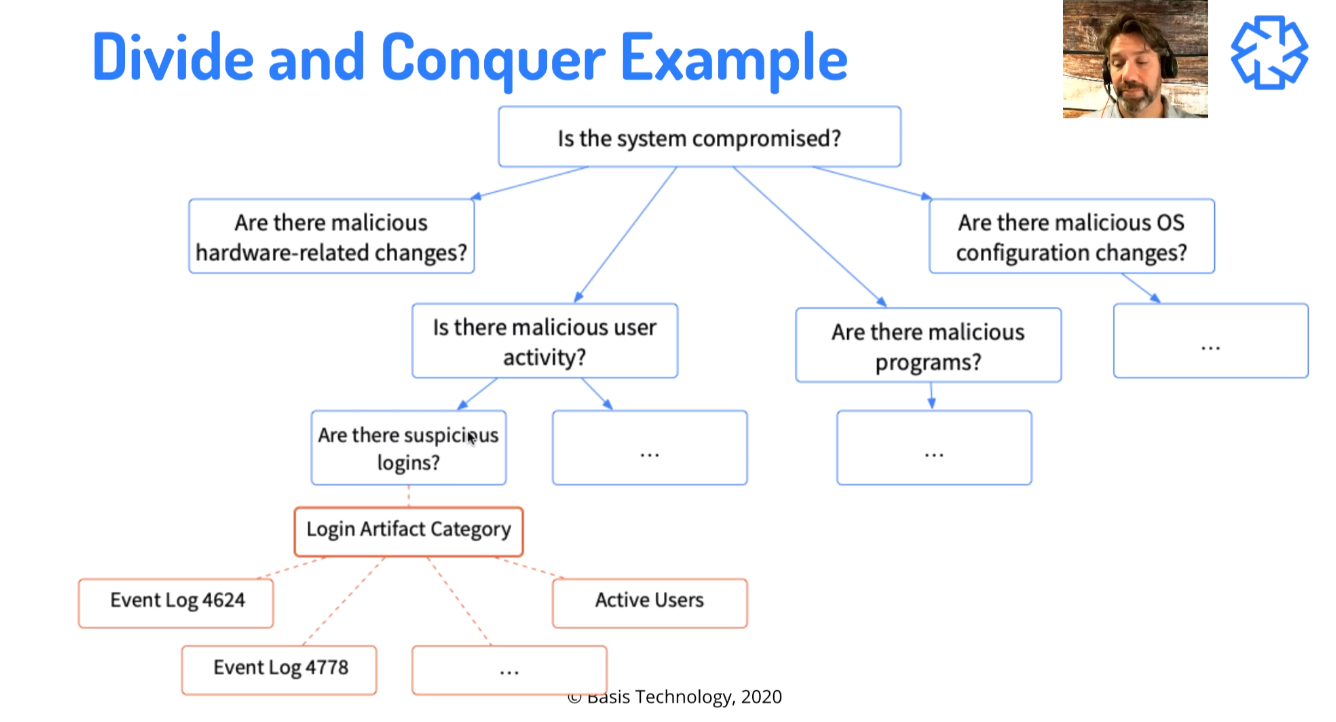 Divide and Conquer Example
Is the system compromised?
Are there malicious
hardware-related changes?
Are there malicious OS
configuration changes?
Is there malicious user
activity?
Are there malicious
programs?
...
Are there suspicious
logins?
...
...
Login Artifact Category
Event Log 4624
Active Users
Event Log 4778
...
© Basis Technology, 2020